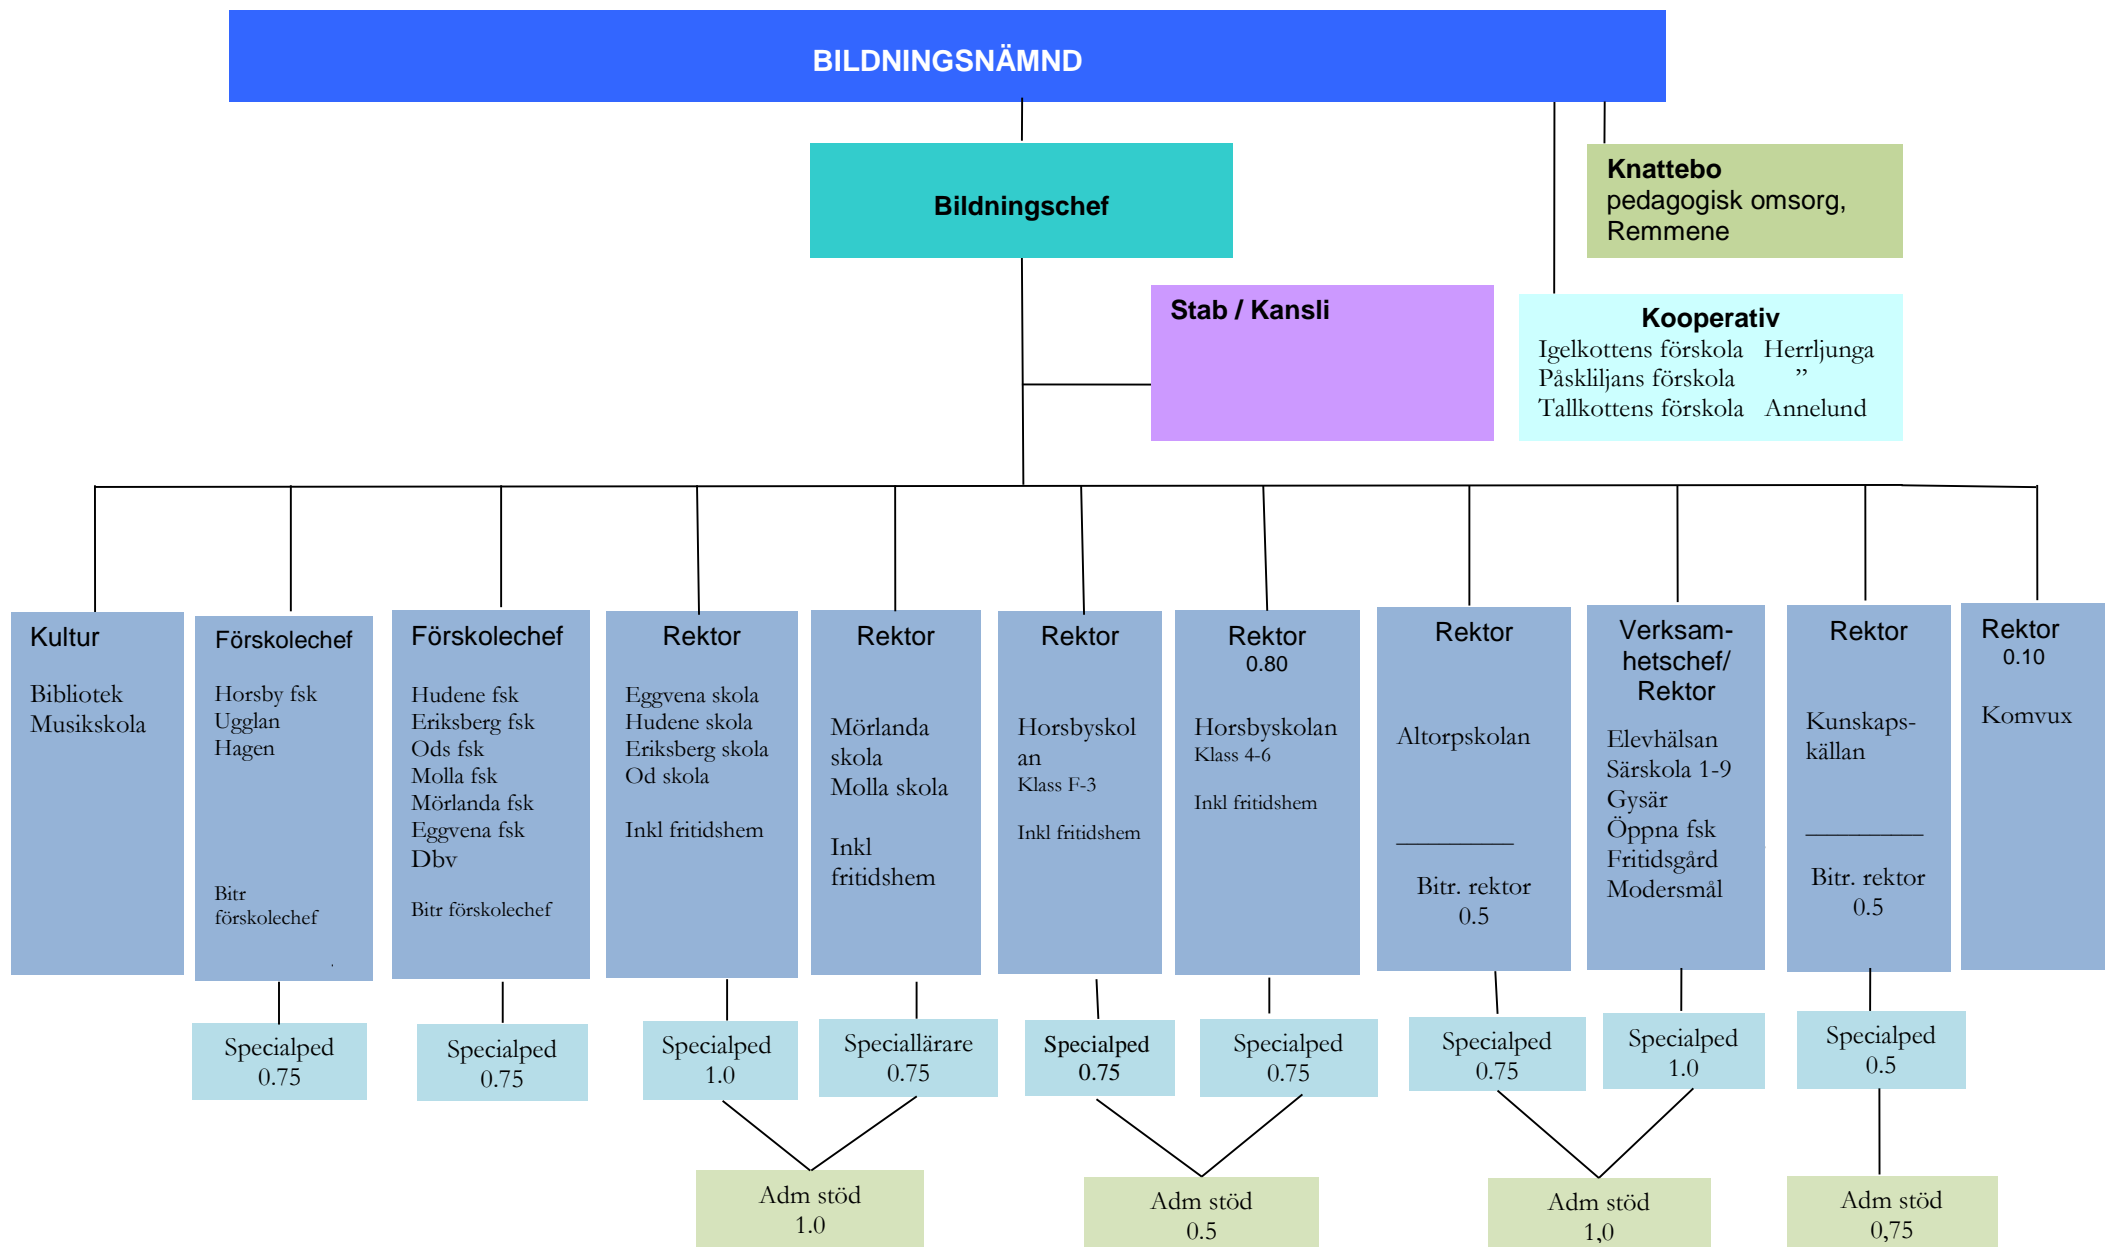 BILDNINGSNÄMND
Bildningschef
Knattebo
pedagogisk omsorg,
Remmene
Stab / Kansli
Kooperativ
Igelkottens förskola Herrljunga
Påskliljans förskola ”
Tallkottens förskola Annelund
Kultur
Bibliotek
Musikskola
Förskolechef
Horsby fsk
Ugglan
Hagen
Bitr
förskolechef
Förskolechef
Hudene fsk
Eriksberg fsk
Ods fsk
Molla fsk
Mörlanda fsk
Eggvena fsk
Dbv
Bitr förskolechef
Rektor
Eggvena skola
Hudene skola
Eriksberg skola
Od skola
Inkl fritidshem
Rektor
Mörlanda
skola
Molla skola
Inkl
fritidshem
Rektor
Horsbyskol
an
Klass F-3
Inkl fritidshem
Rektor
0.80
Horsbyskolan
Klass 4-6
Inkl fritidshem
Rektor
Altorpskolan
Bitr. rektor
0.5
Verksam-
hetschef/
Rektor
Elevhälsan
Särskola 1-9
Gysär
Öppna fsk
Fritidsgård
Modersmål
Rektor
Kunskaps-
källan
Bitr. rektor
0.5
Rektor
0.10
Komvux
Specialped
0.75
Specialped
0.75
Specialped
1.0
Speciallärare
0.75
Specialped
0.75
Specialped
0.75
Specialped
0.75
Specialped
1.0
Specialped
0.5
Adm stöd
1.0
Adm stöd
0.5
Adm stöd
1,0
Adm stöd
0,75